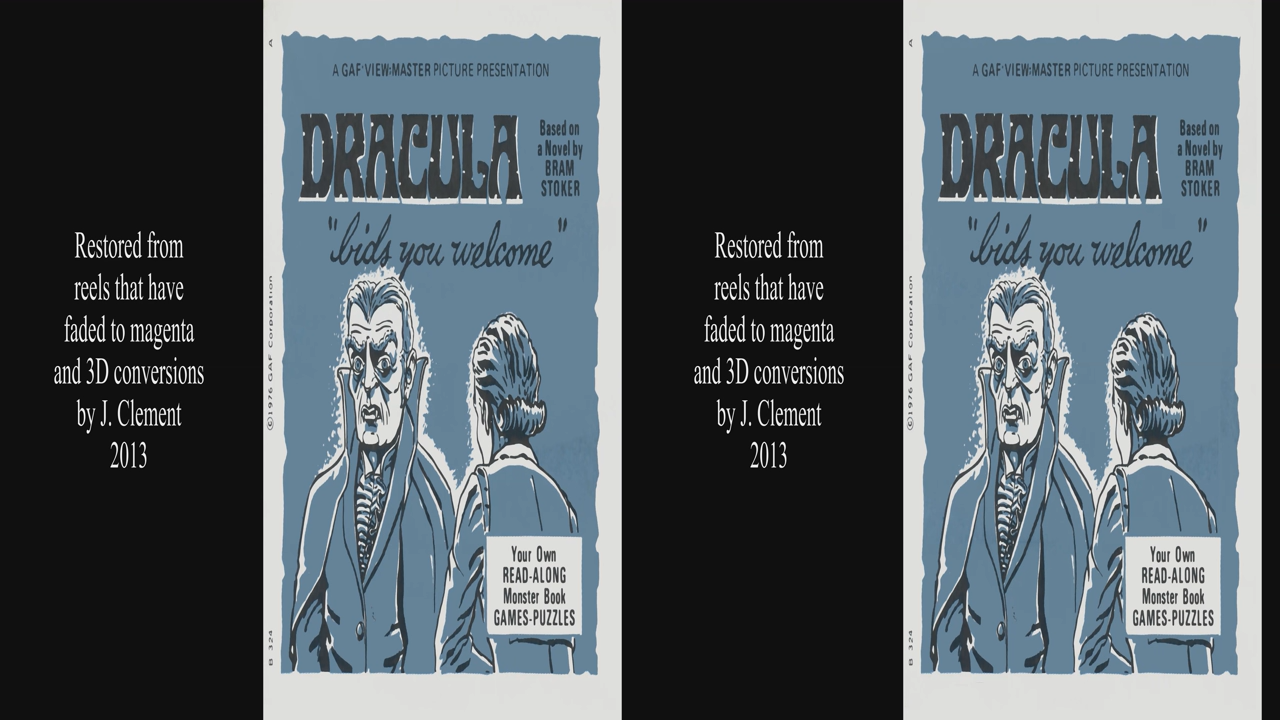 Restored from
reels that have
faded to magenta
and 3D conversions
by J. Clement
2013
A
©1976 GAF Corporation
B 324
A GAF VIEW-MASTER PICTURE PRESENTATION
DRACULA
Based on
a Novel by
BRAM
STOKER
"bids you welcome"
Your Own
READ-ALONG
Monster Book
GAMES-PUZZLES
Restored from
reels that have
faded to magenta
and 3D conversions
by J. Clement
2013
A
©1976 GAF Corporation
B 324
A GAF VIEW-MASTER PICTURE PRESENTATION
DRACULA
Based on
a Novel by
BRAM
STOKER
"bids you welcome"
Your Own
READ-ALONG
Monster Book
GAMES-PUZZLES